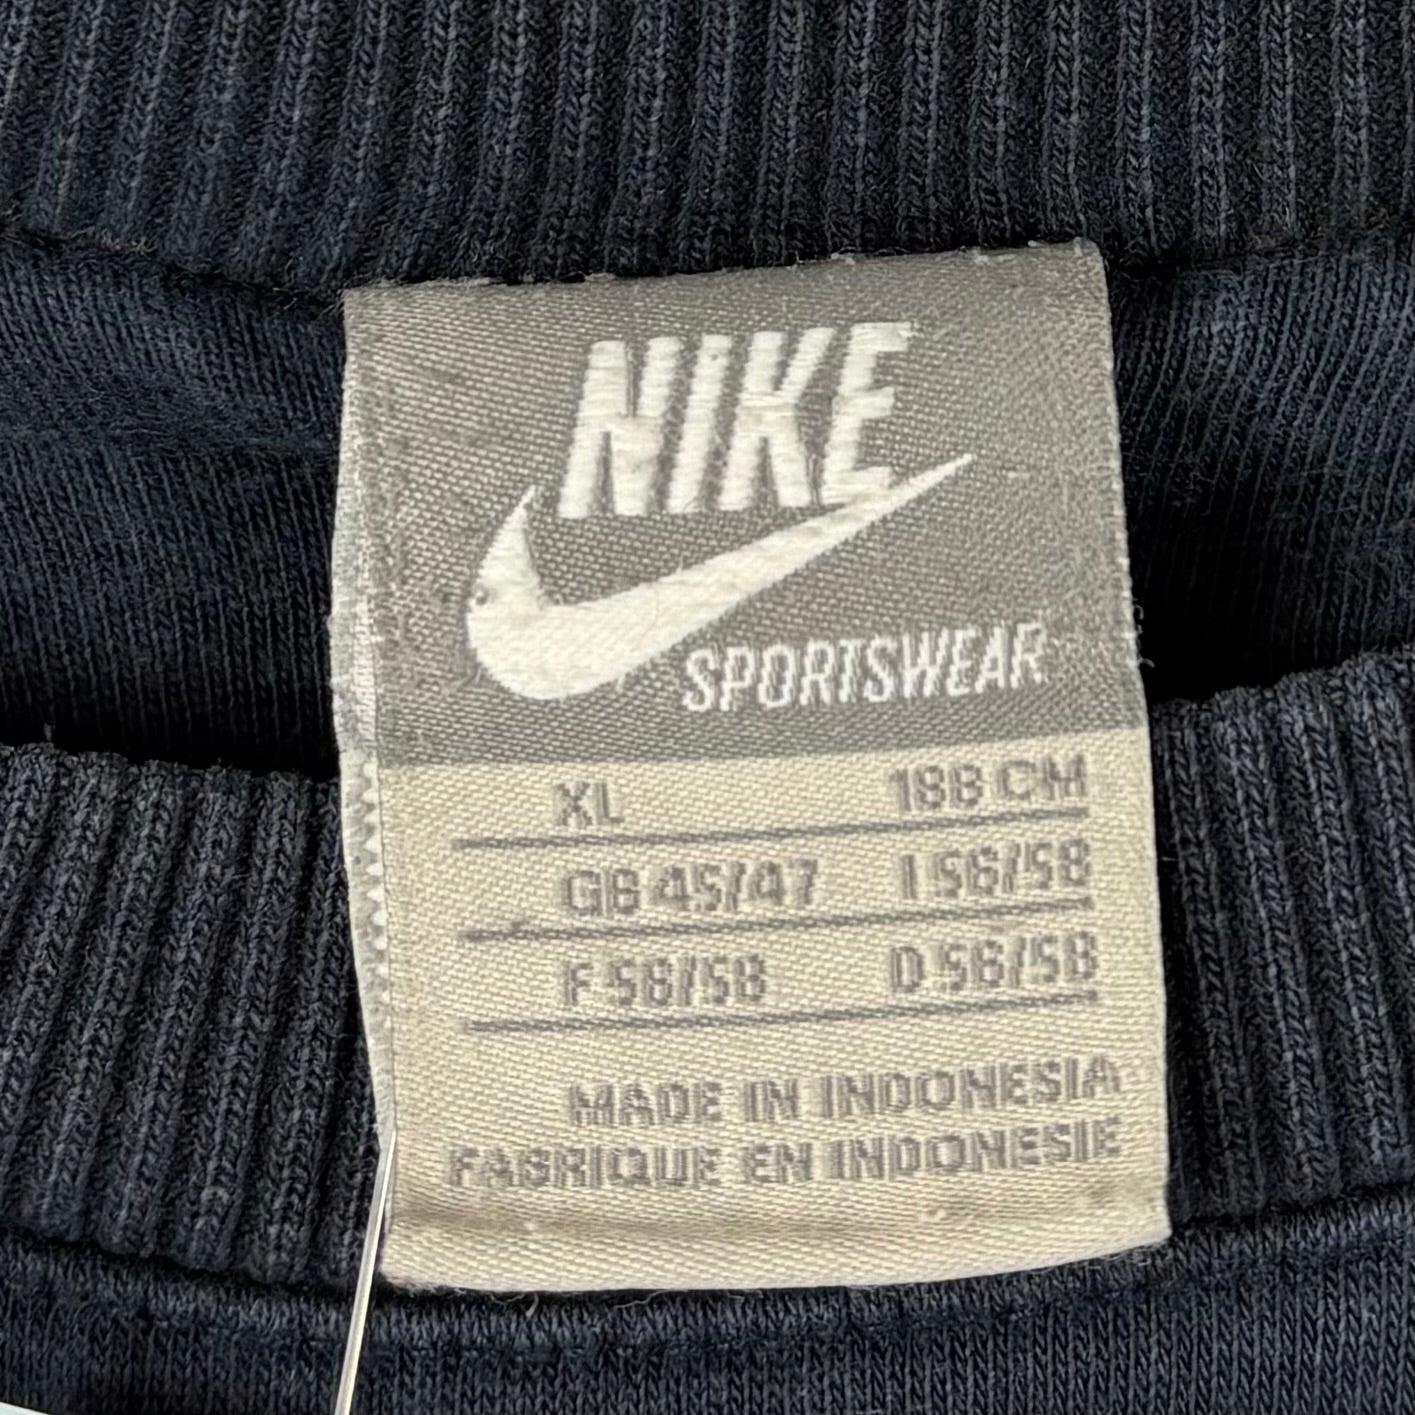 NIKE
SPORTSWEAR
XL 188 CM
GB 45/47 I 56/58
F 56/58 D 56/58
MADE IN INDONESIA
FABRIQUE EN INDONESIE